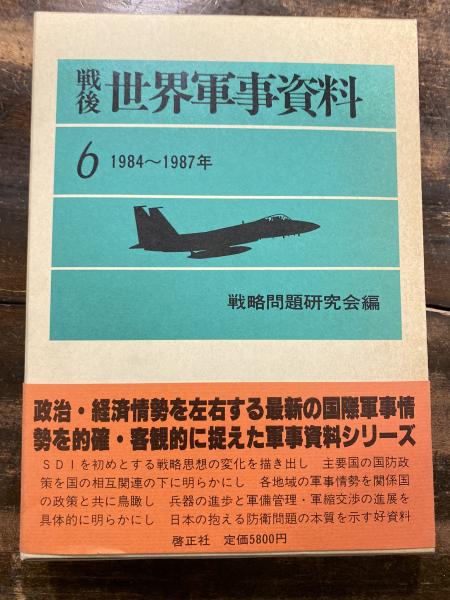 戦後 世界軍事資料
6 1984〜1987年
戦略問題研究会編
政治・経済情勢を左右する最新の国際軍事情
勢を的確・客観的に捉えた軍事資料シリーズ
SDIを初めとする戦略思想の変化を描き出し 主要国の国防政
策を国の相互関連の下に明らかにし 各地域の軍事情勢を関係国
の政策と共に鳥瞰し 兵器の進歩と軍備管理・軍縮交渉の進展を
具体的に明らかにし 日本の抱える防衛問題の本質を示す好資料
啓正社 定価5800円